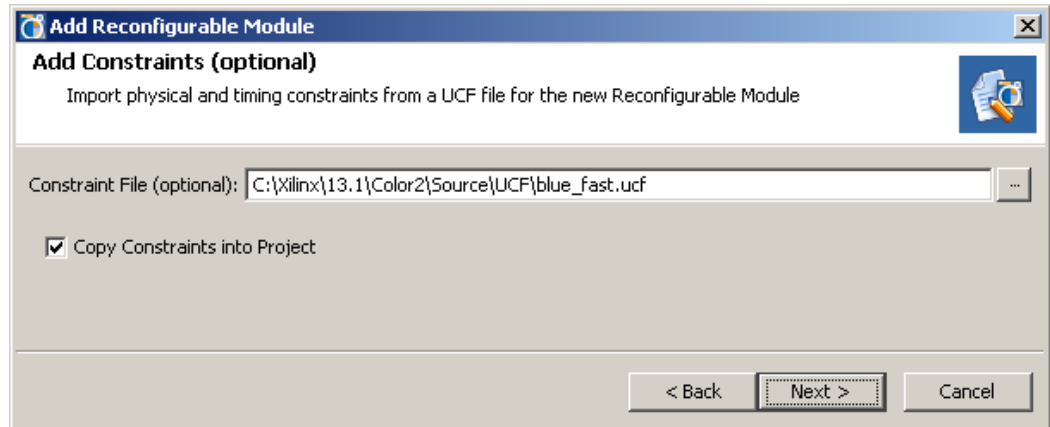 Add Reconfigurable Module
Add Constraints (optional)
Import physical and timing constraints from a UCF file for the new Reconfigurable Module
Constraint File (optional): C:\Xilinx\13.1\Color2\Source\UCF\blue_fast.ucf ...
Copy Constraints into Project
< Back Next > Cancel